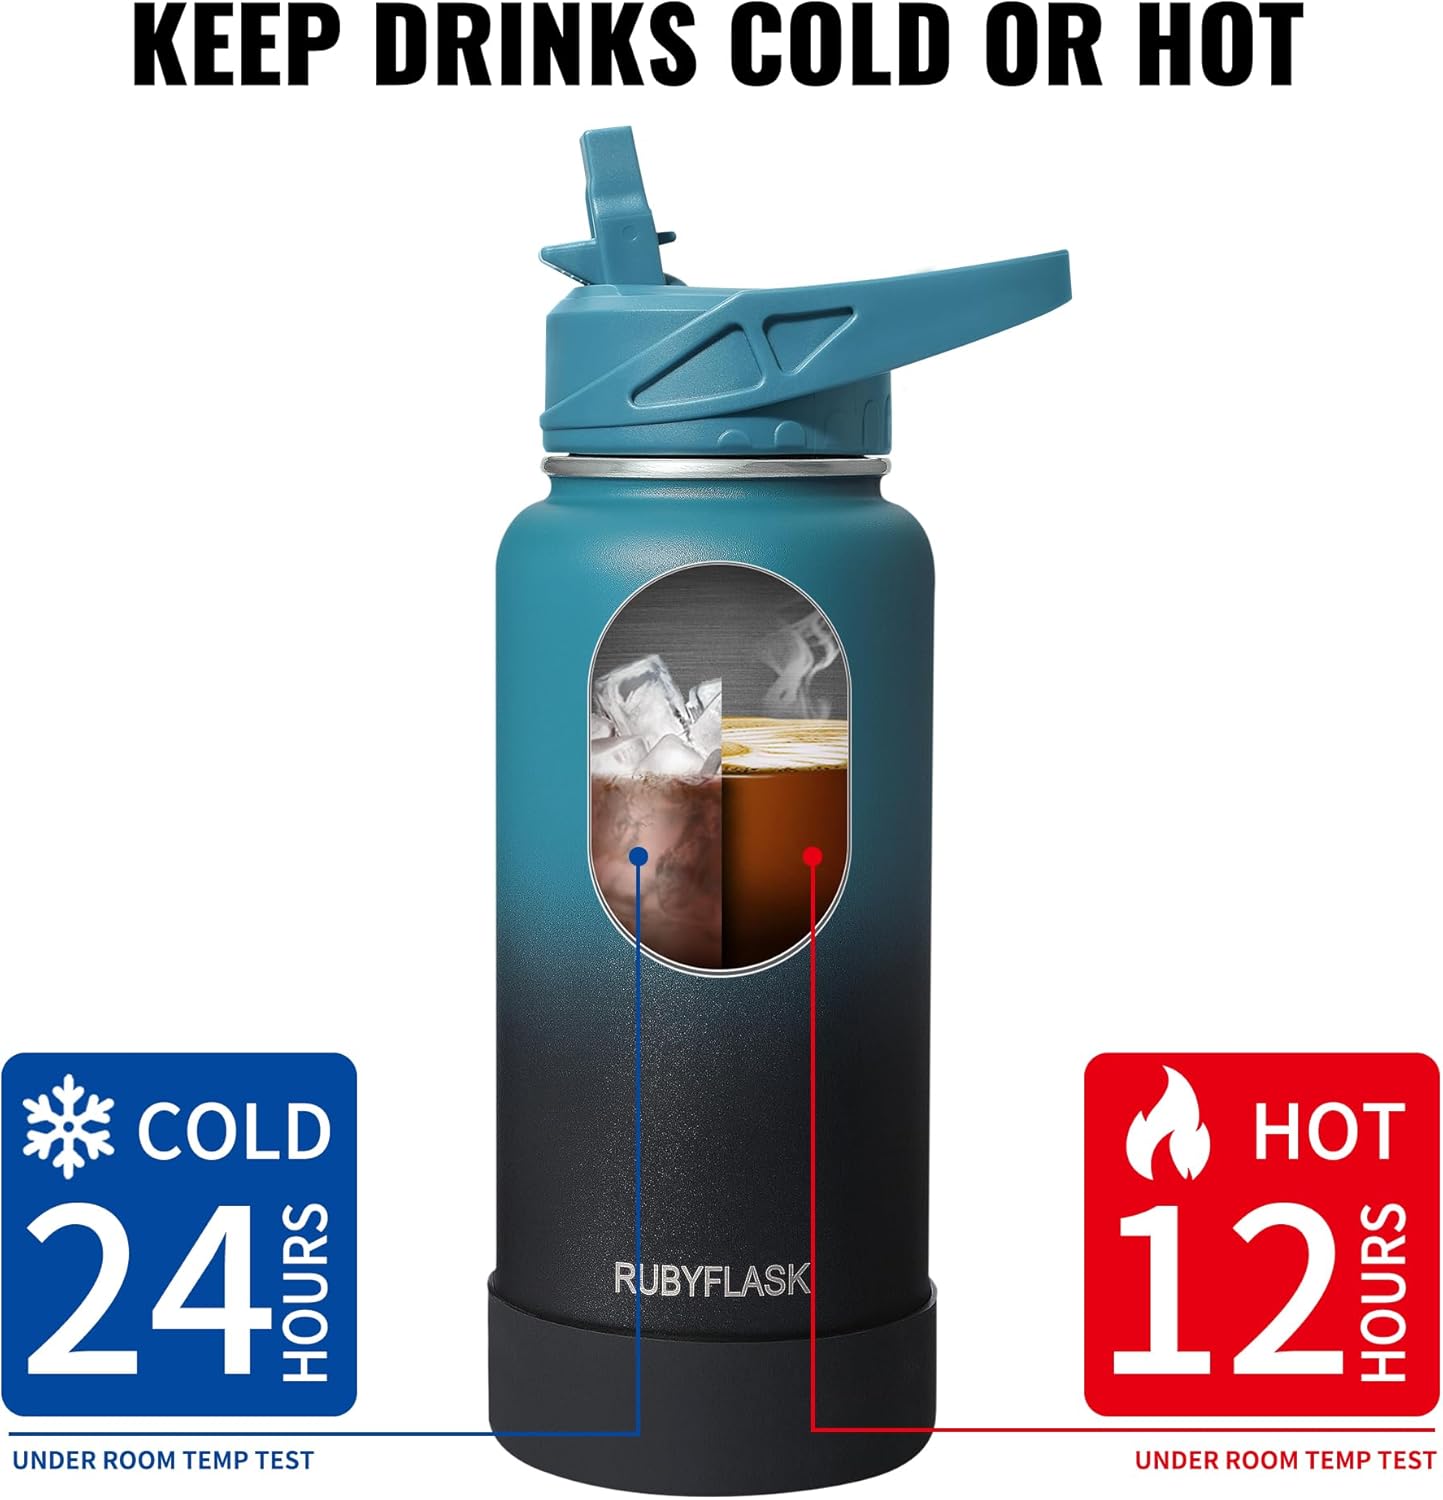 KEEP DRINKS COLD OR HOT
COLD
24
HOURS
HOT
12
HOURS
RUBYFLASK
UNDER ROOM TEMP TEST
UNDER ROOM TEMP TEST